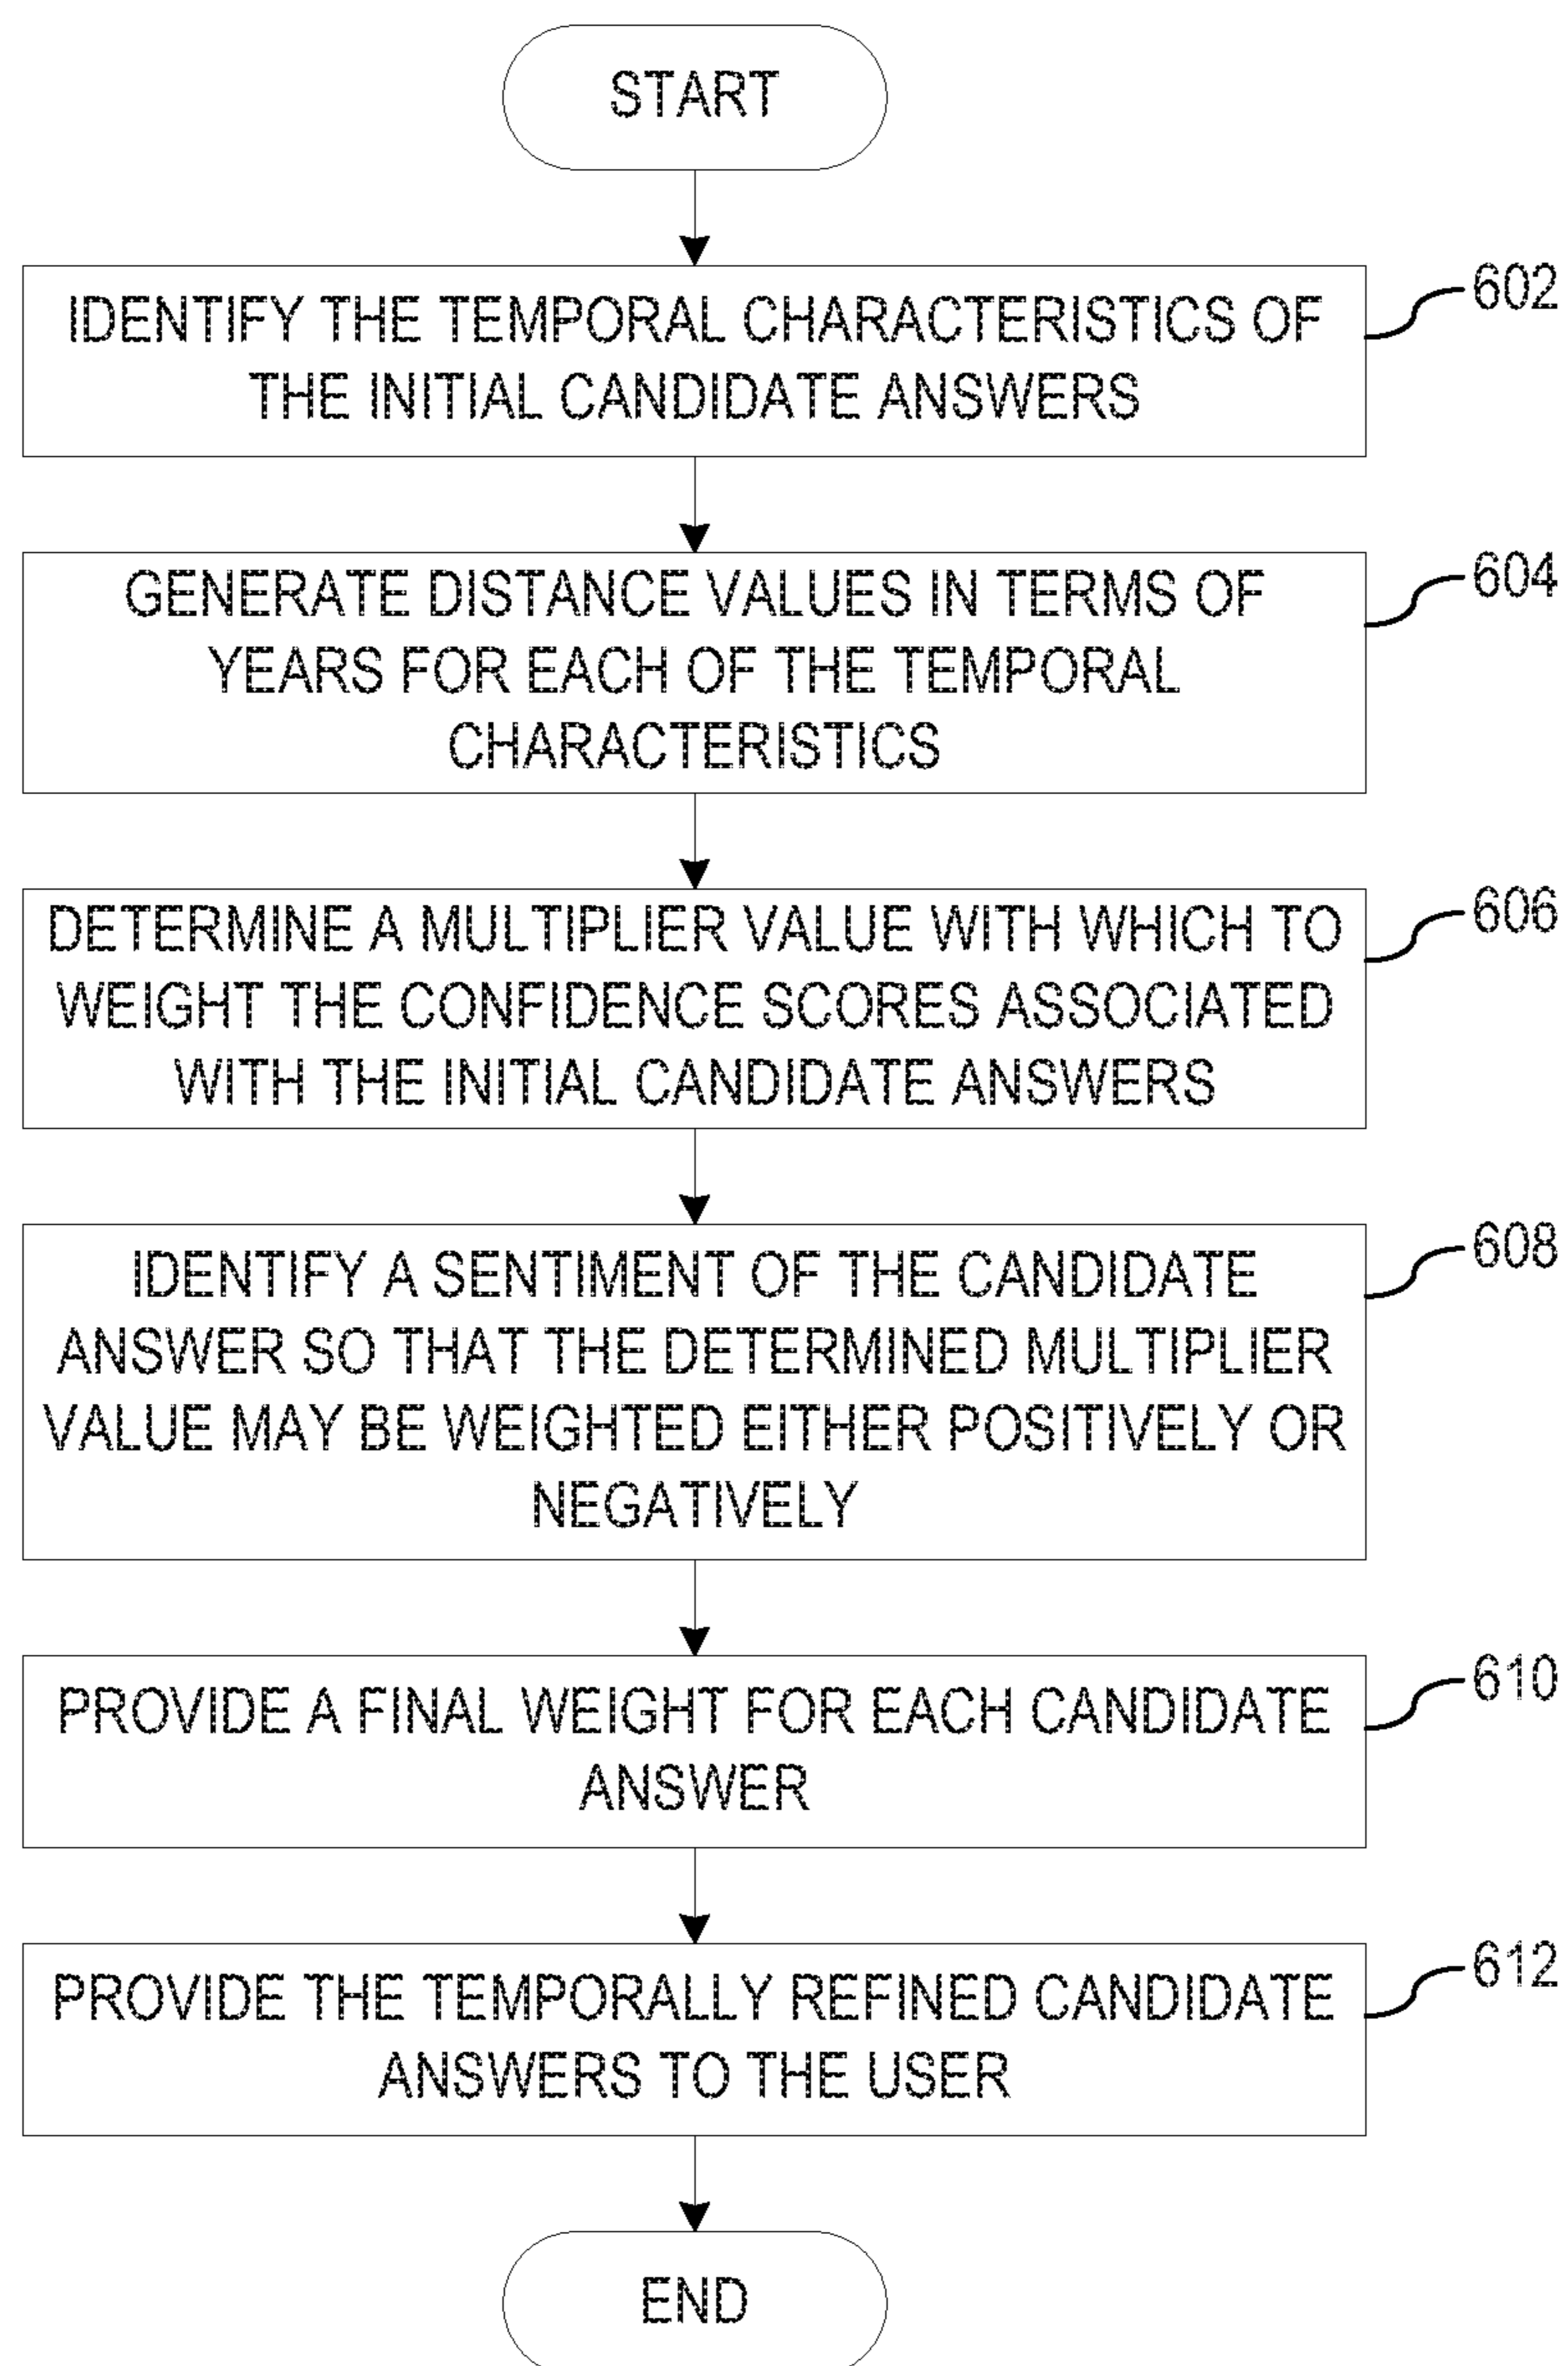 START
IDENTIFY THE TEMPORAL CHARACTERISTICS OF
THE INITIAL CANDIDATE ANSWERS
602
GENERATE DISTANCE VALUES IN TERMS OF
YEARS FOR EACH OF THE TEMPORAL
CHARACTERISTICS
604
DETERMINE A MULTIPLIER VALUE WITH WHICH TO
WEIGHT THE CONFIDENCE SCORES ASSOCIATED
WITH THE INITIAL CANDIDATE ANSWERS
606
IDENTIFY A SENTIMENT OF THE CANDIDATE
ANSWER SO THAT THE DETERMINED MULTIPLIER
VALUE MAY BE WEIGHTED EITHER POSITIVELY OR
NEGATIVELY
608
PROVIDE A FINAL WEIGHT FOR EACH CANDIDATE
ANSWER
610
PROVIDE THE TEMPORALLY REFINED CANDIDATE
ANSWERS TO THE USER
612
END